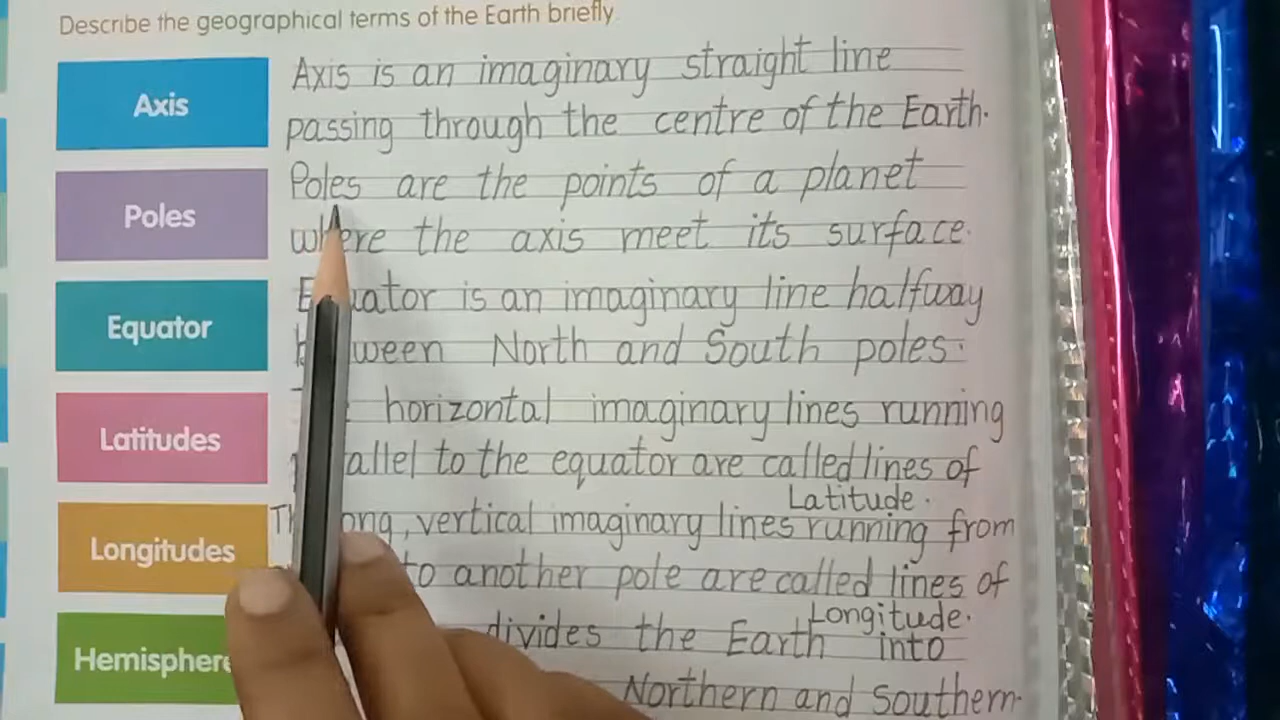 Describe the geographical terms of the Earth briefly
Axis
Axis is an imaginary straight line
passing through the centre of the Earth.
Poles
Poles are the points of a planet
where the axis meet its surface.
Equator
is an imaginary line halfway
North and South poles.
Latitudes
horizontal imaginary lines running
to the equator are called lines of
Latitude.
Longitudes
vertical imaginary lines running from
to another pole are called lines of
Longitude.
Hemisphere
divides the Earth into
Northern and Southern.